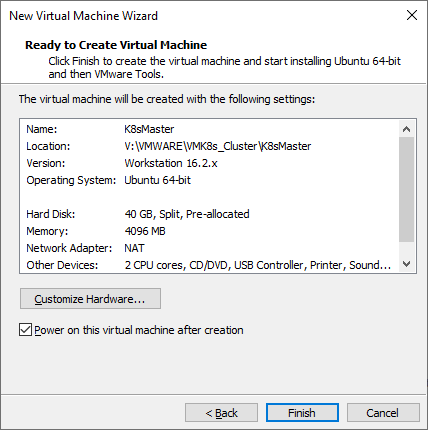 New Virtual Machine Wizard
Ready to Create Virtual Machine
Click Finish to create the virtual machine and start installing Ubuntu 64-bit
and then VMware Tools.
The virtual machine will be created with the following settings:
Name: K8sMaster
Location: V:\VMWARE\VMK8s_Cluster\K8sMaster
Version: Workstation 16.2.x
Operating System: Ubuntu 64-bit
Hard Disk: 40 GB, Split, Pre-allocated
Memory: 4096 MB
Network Adapter: NAT
Other Devices: 2 CPU cores, CD/DVD, USB Controller, Printer, Sound...
Customize Hardware...
Power on this virtual machine after creation
< Back Finish Cancel